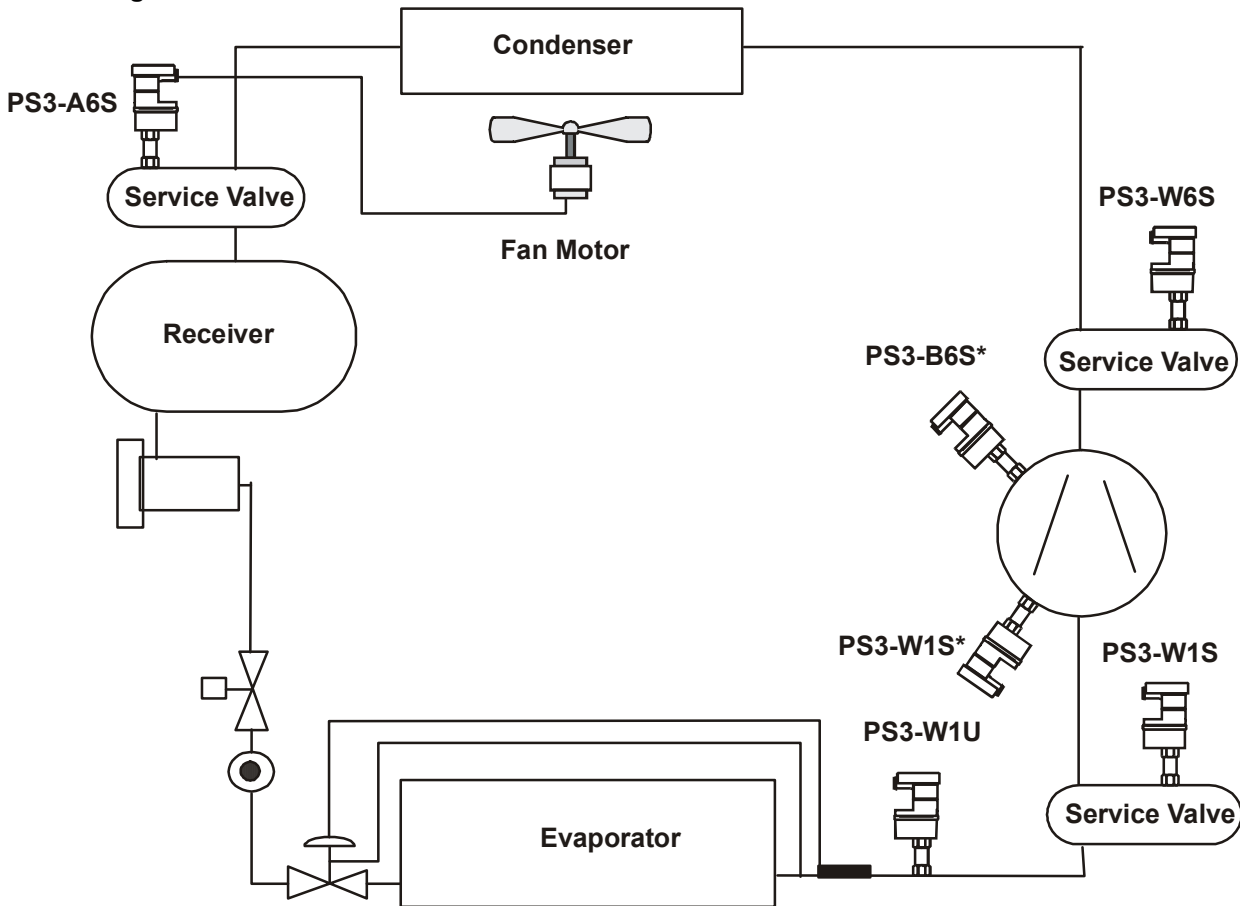 Condenser
PS3-A6S
Service Valve
Fan Motor
PS3-W6S
Receiver
PS3-B6S*
Service Valve
PS3-W1S*
PS3-W1S
PS3-W1U
Service Valve
Evaporator